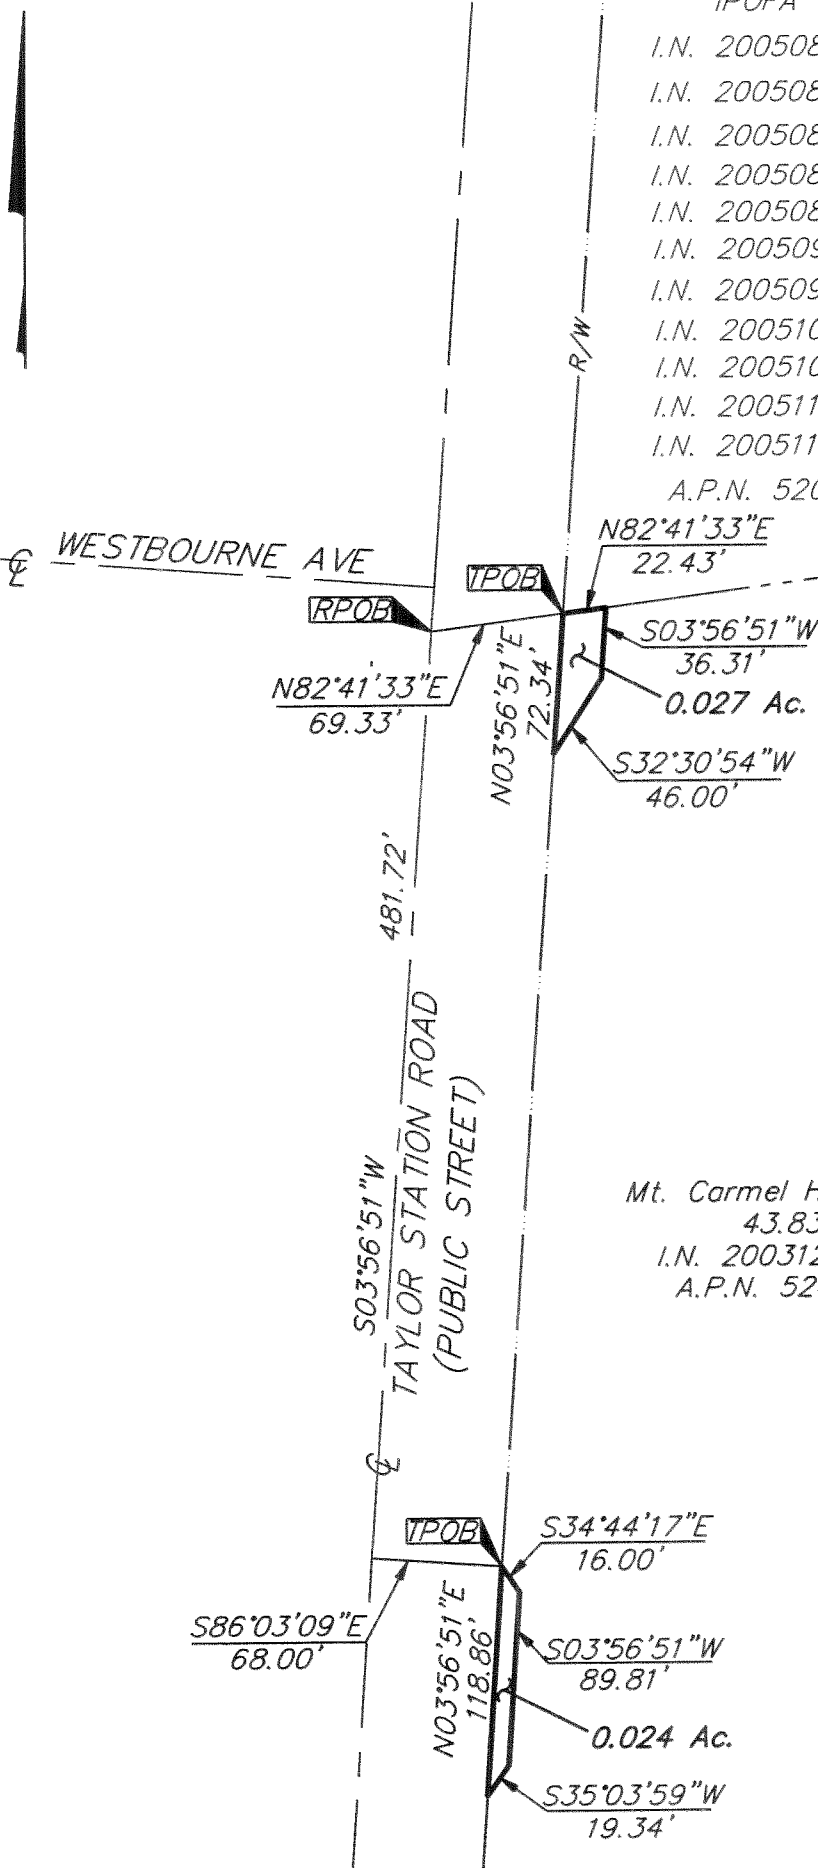 I.N. 200508
I.N. 200508
I.N. 200508
I.N. 200508
I.N. 200508
I.N. 200509
I.N. 200509
I.N. 200510
I.N. 200510
I.N. 200511
I.N. 200511
A.P.N. 520
R/W
℄ WESTBOURNE AVE
RPOB
TPOB
N82°41'33"E
22.43'
S03°56'51"W
36.31'
0.027 Ac.
N82°41'33"E
69.33'
N03°56'51"E
72.34'
S32°30'54"W
46.00'
481.72'
S03°56'51"W
TAYLOR STATION ROAD
(PUBLIC STREET)
℄
Mt. Carmel H
43.83
I.N. 200312
A.P.N. 52
TPOB
S34°44'17"E
16.00'
S86°03'09"E
68.00'
N03°56'51"E
118.86'
S03°56'51"W
89.81'
0.024 Ac.
S35°03'59"W
19.34'